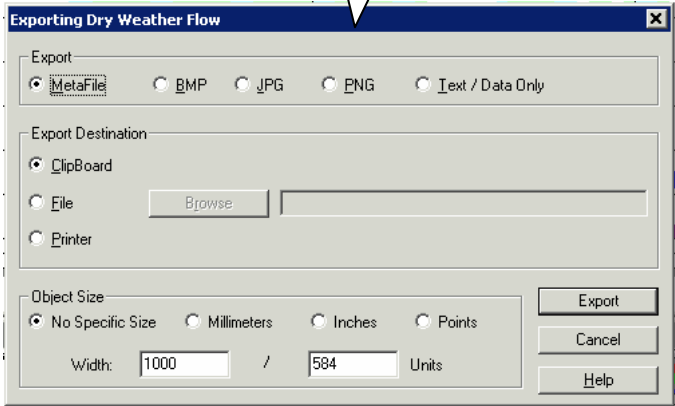 Exporting Dry Weather Flow
Export
MetaFile BMP JPG PNG Text / Data Only
Export Destination
ClipBoard
File Browse
Printer
Object Size
No Specific Size Millimeters Inches Points
Width: 1000 / 584 Units
Export
Cancel
Help